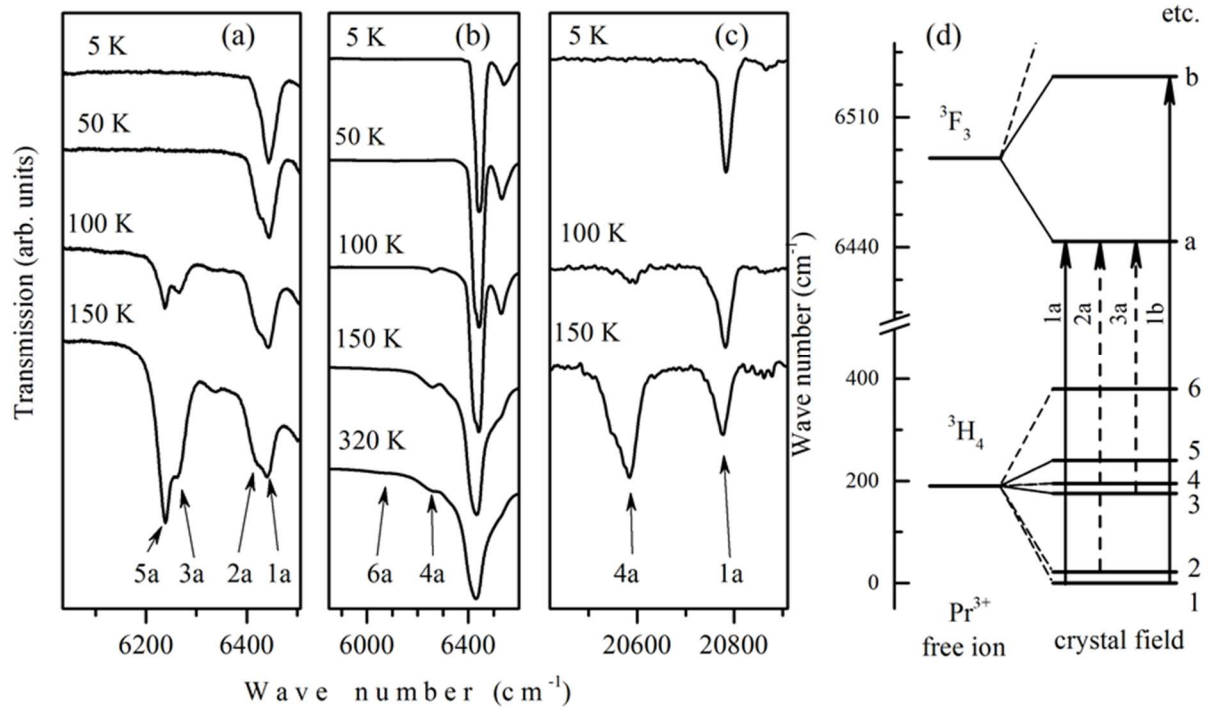 Transmission (arb. units)
(a)
5 K
50 K
100 K
150 K
5a
3a
2a
1a
6200
6400
(b)
5 K
50 K
100 K
150 K
320 K
6a
4a
6000
6400
(c)
5 K
100 K
150 K
4a
1a
20600
20800
Wave number (cm⁻¹)
(d)
etc.
Wave number (cm⁻¹)
6510
6440
400
200
0
³F₃
³H₄
b
a
1a
2a
3a
1b
6
5
4
3
2
1
Pr³⁺
free ion
crystal field